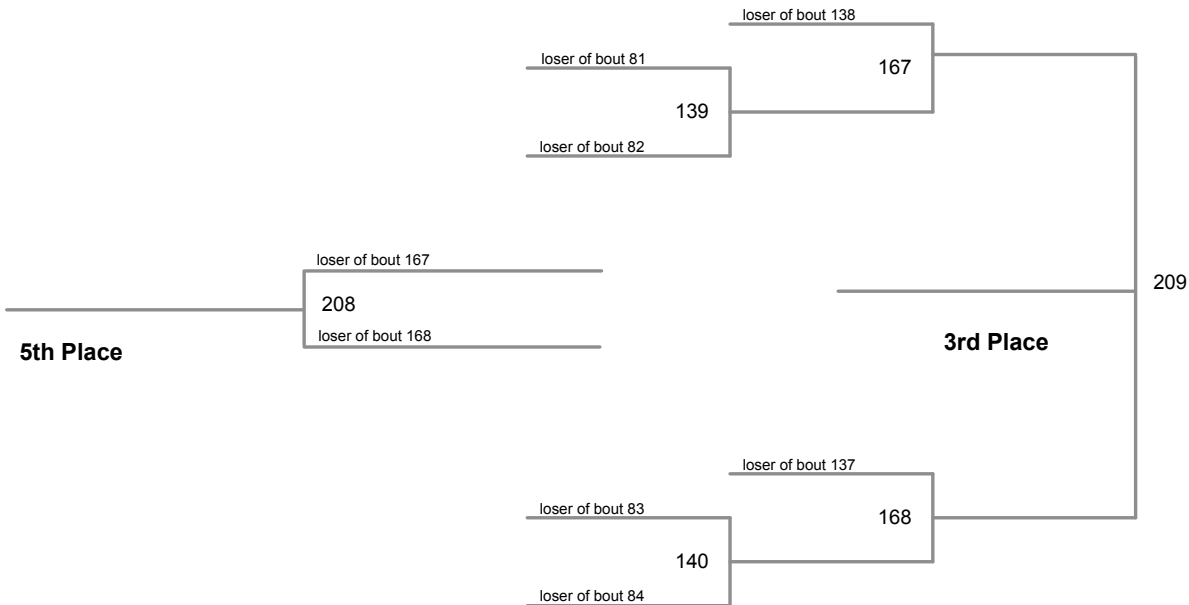 loser of bout 138
loser of bout 81
167
139
loser of bout 82
loser of bout 167
208
209
loser of bout 168
5th Place
3rd Place
loser of bout 137
loser of bout 83
168
140
loser of bout 84